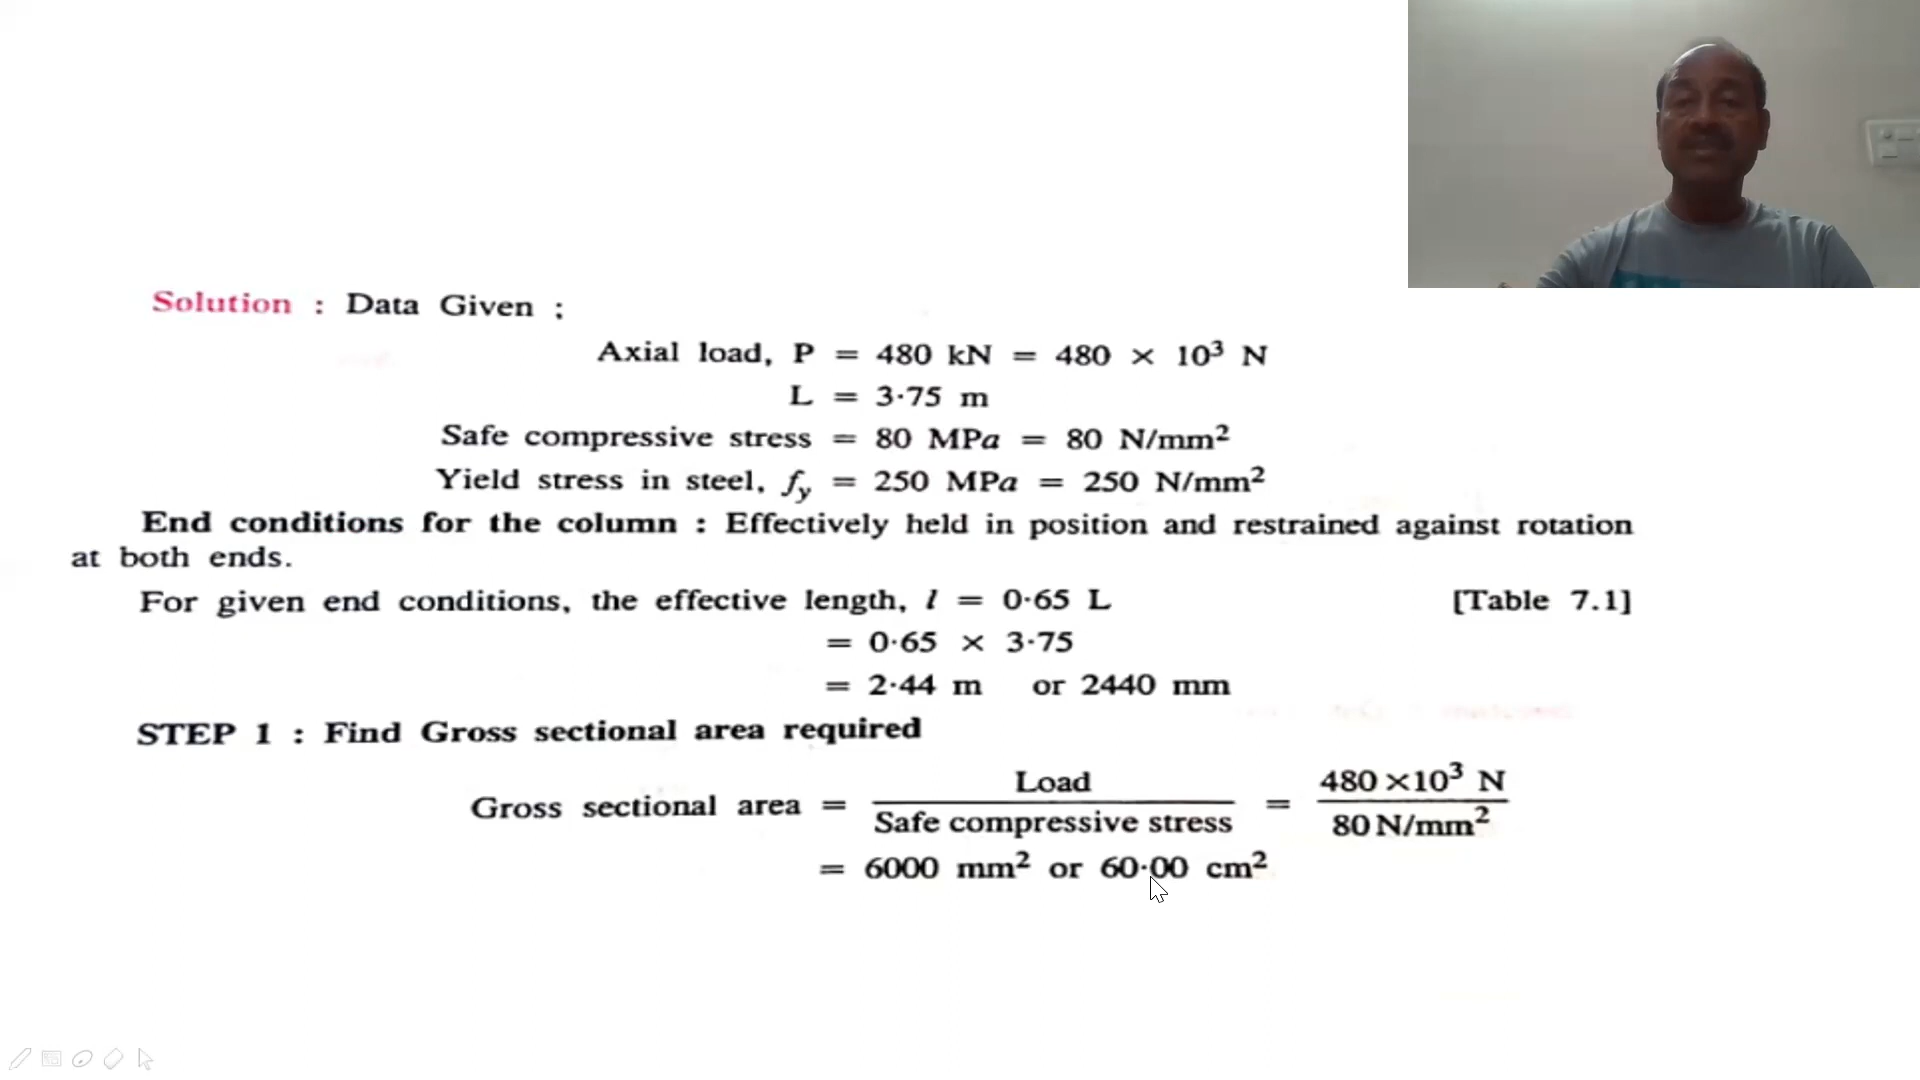 Solution : Data Given ;
Axial load, P = 480 kN = 480 × 10³ N
L = 3·75 m
Safe compressive stress = 80 MPa = 80 N/mm²
Yield stress in steel, fy = 250 MPa = 250 N/mm²
End conditions for the column : Effectively held in position and restrained against rotation
at both ends.
For given end conditions, the effective length, l = 0·65 L [Table 7.1]
= 0·65 × 3·75
= 2·44 m or 2440 mm
STEP 1 : Find Gross sectional area required
Gross sectional area = Load / Safe compressive stress = 480 ×10³ N / 80 N/mm²
= 6000 mm² or 60·00 cm²